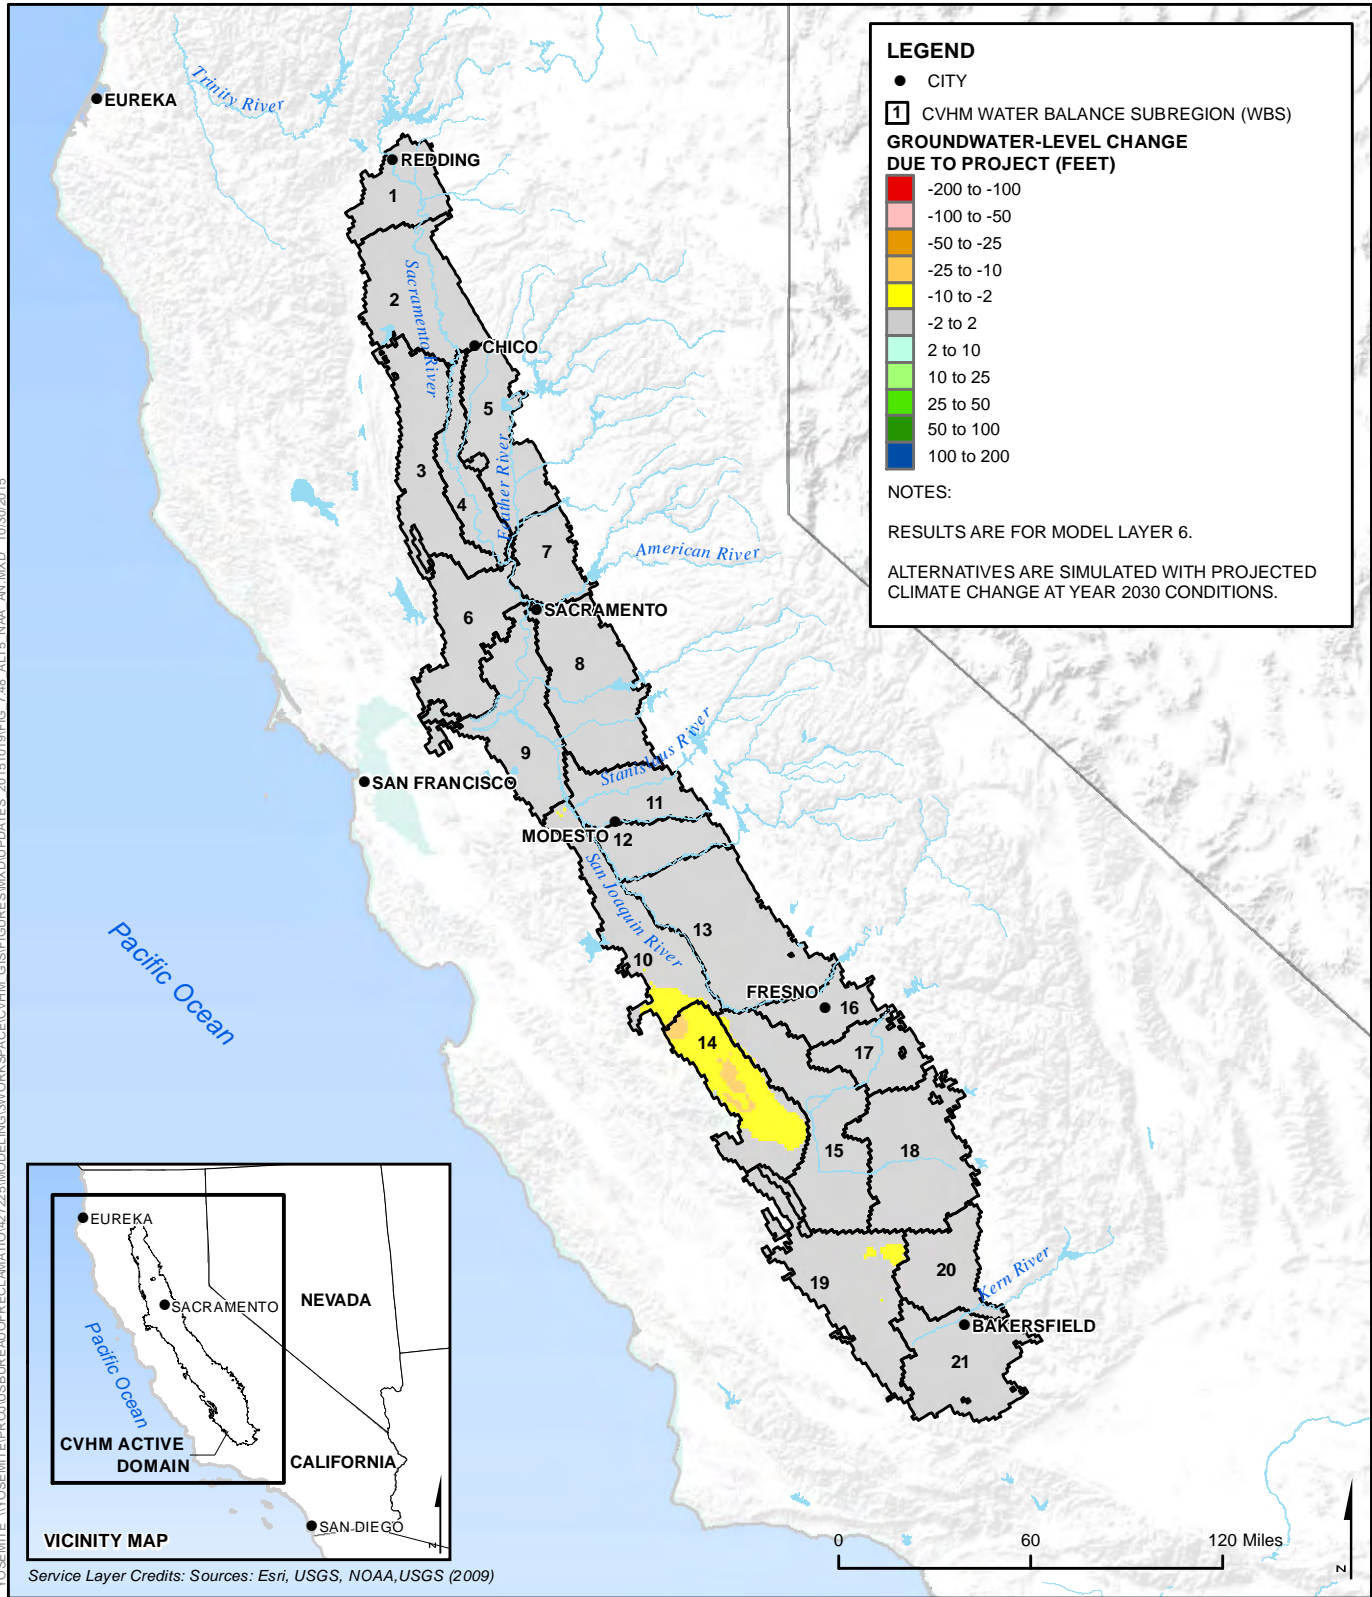 EUREKA
Trinity River
REDDING
1
2
Sacramento River
CHICO
5
3
4
Feather River
7
American River
SACRAMENTO
6
8
9
Stanislaus River
SAN FRANCISCO
11
MODESTO
12
San Joaquin River
13
10
Pacific Ocean
FRESNO
16
14
17
15
18
19
20
Kern River
BAKERSFIELD
21
LEGEND
CITY
1 CVHM WATER BALANCE SUBREGION (WBS)
GROUNDWATER-LEVEL CHANGE
DUE TO PROJECT (FEET)
-200 to -100
-100 to -50
-50 to -25
-25 to -10
-10 to -2
-2 to 2
2 to 10
10 to 25
25 to 50
50 to 100
100 to 200
NOTES:
RESULTS ARE FOR MODEL LAYER 6.
ALTERNATIVES ARE SIMULATED WITH PROJECTED
CLIMATE CHANGE AT YEAR 2030 CONDITIONS.
EUREKA
SACRAMENTO
NEVADA
Pacific Ocean
CVHM ACTIVE
DOMAIN
CALIFORNIA
SAN DIEGO
VICINITY MAP
N
0 60 120 Miles
N
Service Layer Credits: Sources: Esri, USGS, NOAA,USGS (2009)